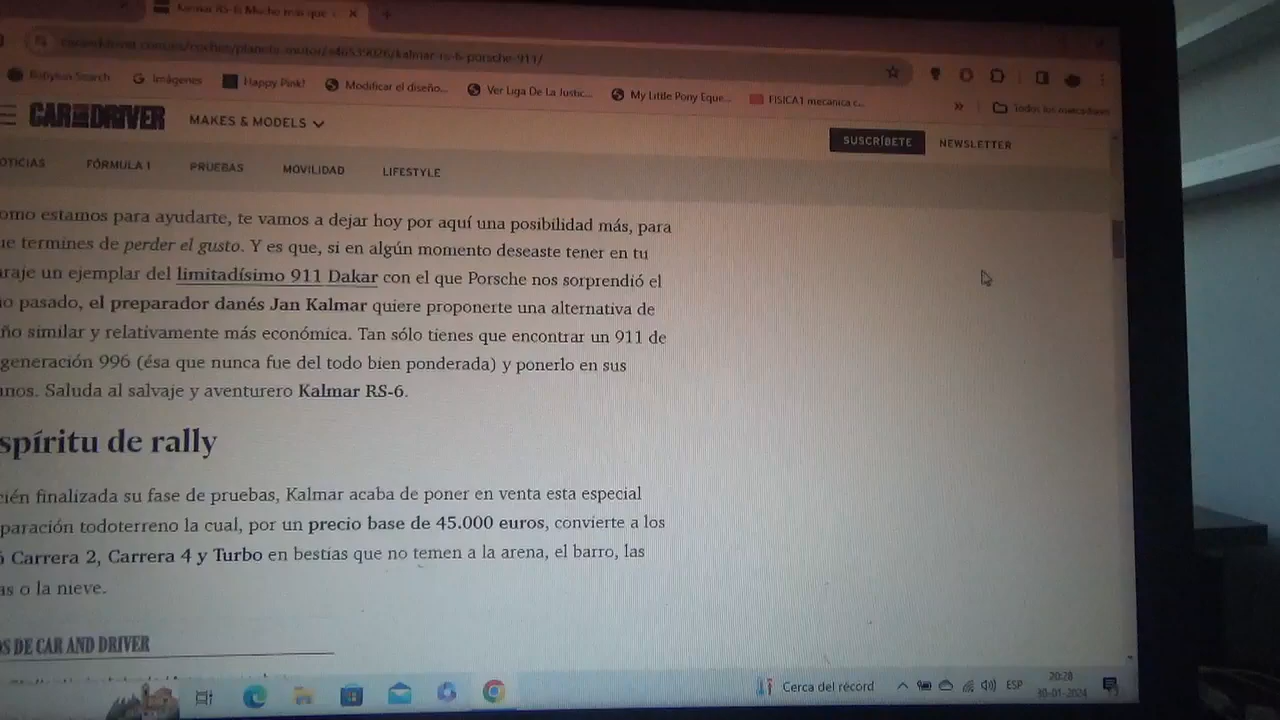 Kalmar RS-6: Mucho más que
/kalmar-rs-6-porsche-911/
Babylon Search
Imágenes
Happy Pink!
Modificar el diseño...
Ver Liga De La Justic...
My Little Pony Eque...
FISICA1 mecánica c...
»
Todos los marcadores
CAR AND DRIVER
MAKES & MODELS
SUSCRÍBETE
NEWSLETTER
OTICIAS
FÓRMULA 1
PRUEBAS
MOVILIDAD
LIFESTYLE
omo estamos para ayudarte, te vamos a dejar hoy por aquí una posibilidad más, para
ue termines de perder el gusto. Y es que, si en algún momento deseaste tener en tu
araje un ejemplar del limitadísimo 911 Dakar con el que Porsche nos sorprendió el
o pasado, el preparador danés Jan Kalmar quiere proponerte una alternativa de
ño similar y relativamente más económica. Tan sólo tienes que encontrar un 911 de
generación 996 (ésa que nunca fue del todo bien ponderada) y ponerlo en sus
anos. Saluda al salvaje y aventurero Kalmar RS-6.
spíritu de rally
cién finalizada su fase de pruebas, Kalmar acaba de poner en venta esta especial
paración todoterreno la cual, por un precio base de 45.000 euros, convierte a los
6 Carrera 2, Carrera 4 y Turbo en bestias que no temen a la arena, el barro, las
as o la nieve.
OS DE CAR AND DRIVER
Cerca del récord
ESP
20:28
30-01-2024